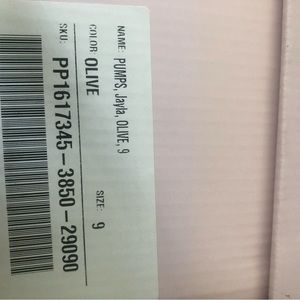 NAME: PUMPS, Jayla, OLIVE, 9
COLOR: OLIVE SIZE: 9
SKU: PP1617345-3850-29090